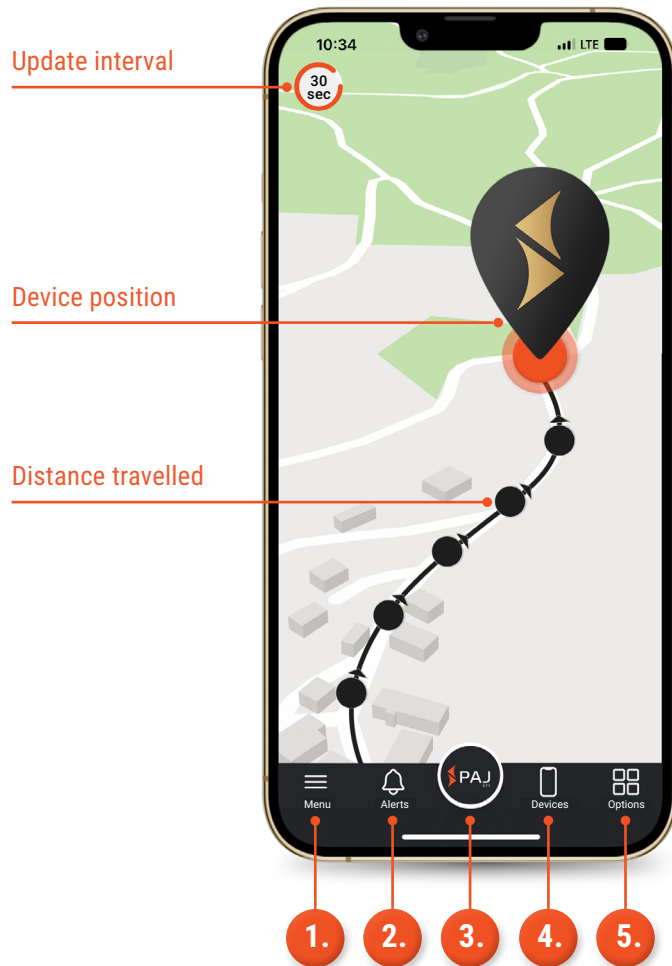 10:34
LTE
Update interval
30
sec
Device position
Distance travelled
PAJ
GPS
Menu
Alerts
Devices
Options
1.
2.
3.
4.
5.